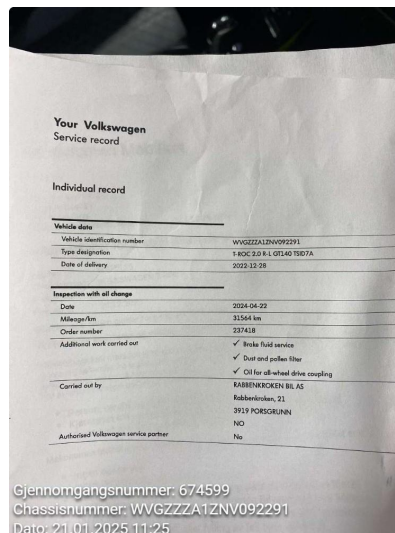 Your Volkswagen
Service record
Individual record
Vehicle data
Vehicle identification number WVGZZZA1ZNV092291
Type designation T-ROC 2.0 R-L GT140 TSID7A
Date of delivery 2022-12-28
Inspection with oil change
Date 2024-04-22
Mileage/km 31564 km
Order number 237418
Additional work carried out ✓ Brake fluid service
✓ Dust and pollen filter
✓ Oil for all-wheel drive coupling
Carried out by RABBENKROKEN BIL AS
Rabbenkroken, 21
3919 PORSGRUNN
NO
Authorised Volkswagen service partner No
Gjennomgangsnummer: 674599
Chassisnummer: WVGZZZA1ZNV092291
Dato: 21.01.2025 11:25